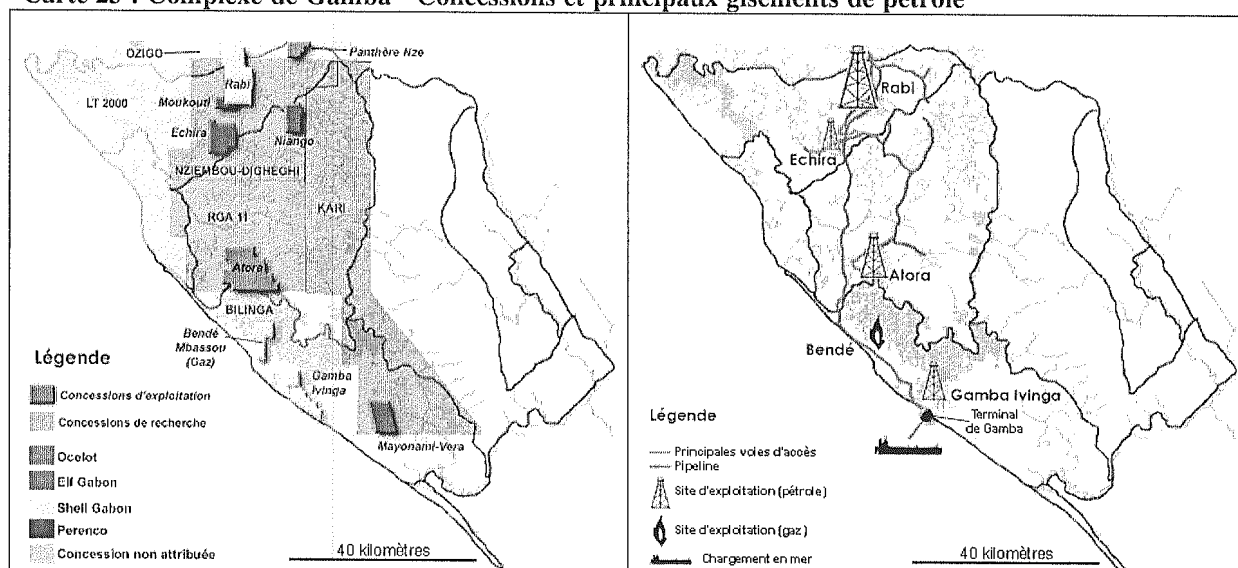 Carte 23 : Complexe de Gamba – Concessions et principaux gisements de pétrole
OZIGO
Panthère Nze
Rabi
LT 2000
Moukouti
Echira
Niango
NZIEMBOU-DIGHECHI
KARI
RGA 11
Atora
BILINGA
Bendé
Mbassou
(Gaz)
Gamba
Ivinga
Mayonami-Vera
Légende
Concessions d'exploitation
Concessions de recherche
Ocelot
Elf Gabon
Shell Gabon
Perenco
Concession non attribuée
40 kilomètres
Rabi
Echira
Atora
Bendé
Gamba Ivinga
Terminal
de Gamba
Légende
Principales voies d'accès
Pipeline
Site d'exploitation (pétrole)
Site d'exploitation (gaz)
Chargement en mer
40 kilomètres